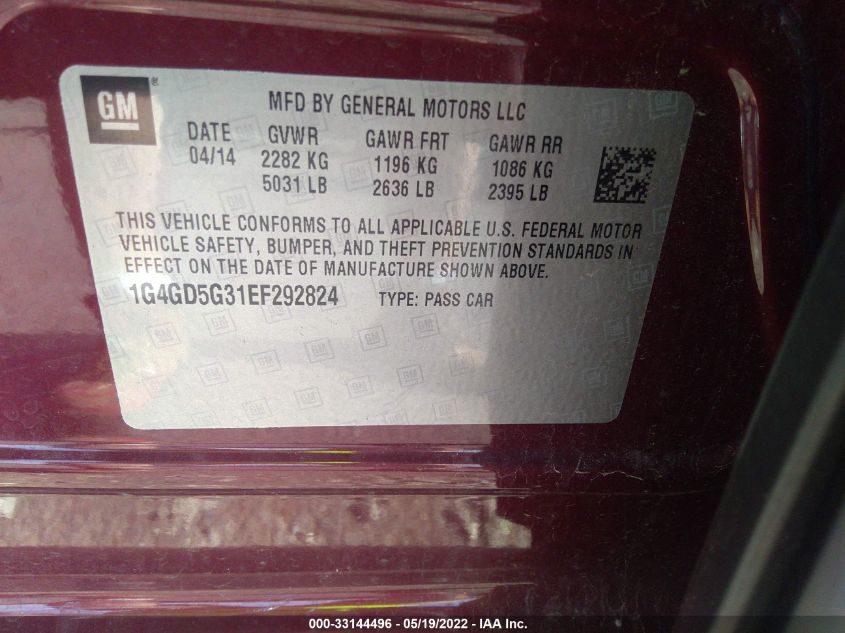 GM ®
MFD BY GENERAL MOTORS LLC
DATE GVWR GAWR FRT GAWR RR
04/14 2282 KG 1196 KG 1086 KG
5031 LB 2636 LB 2395 LB
THIS VEHICLE CONFORMS TO ALL APPLICABLE U.S. FEDERAL MOTOR
VEHICLE SAFETY, BUMPER, AND THEFT PREVENTION STANDARDS IN
EFFECT ON THE DATE OF MANUFACTURE SHOWN ABOVE.
1G4GD5G31EF292824 TYPE: PASS CAR
000-33144496 - 05/19/2022 - IAA Inc.